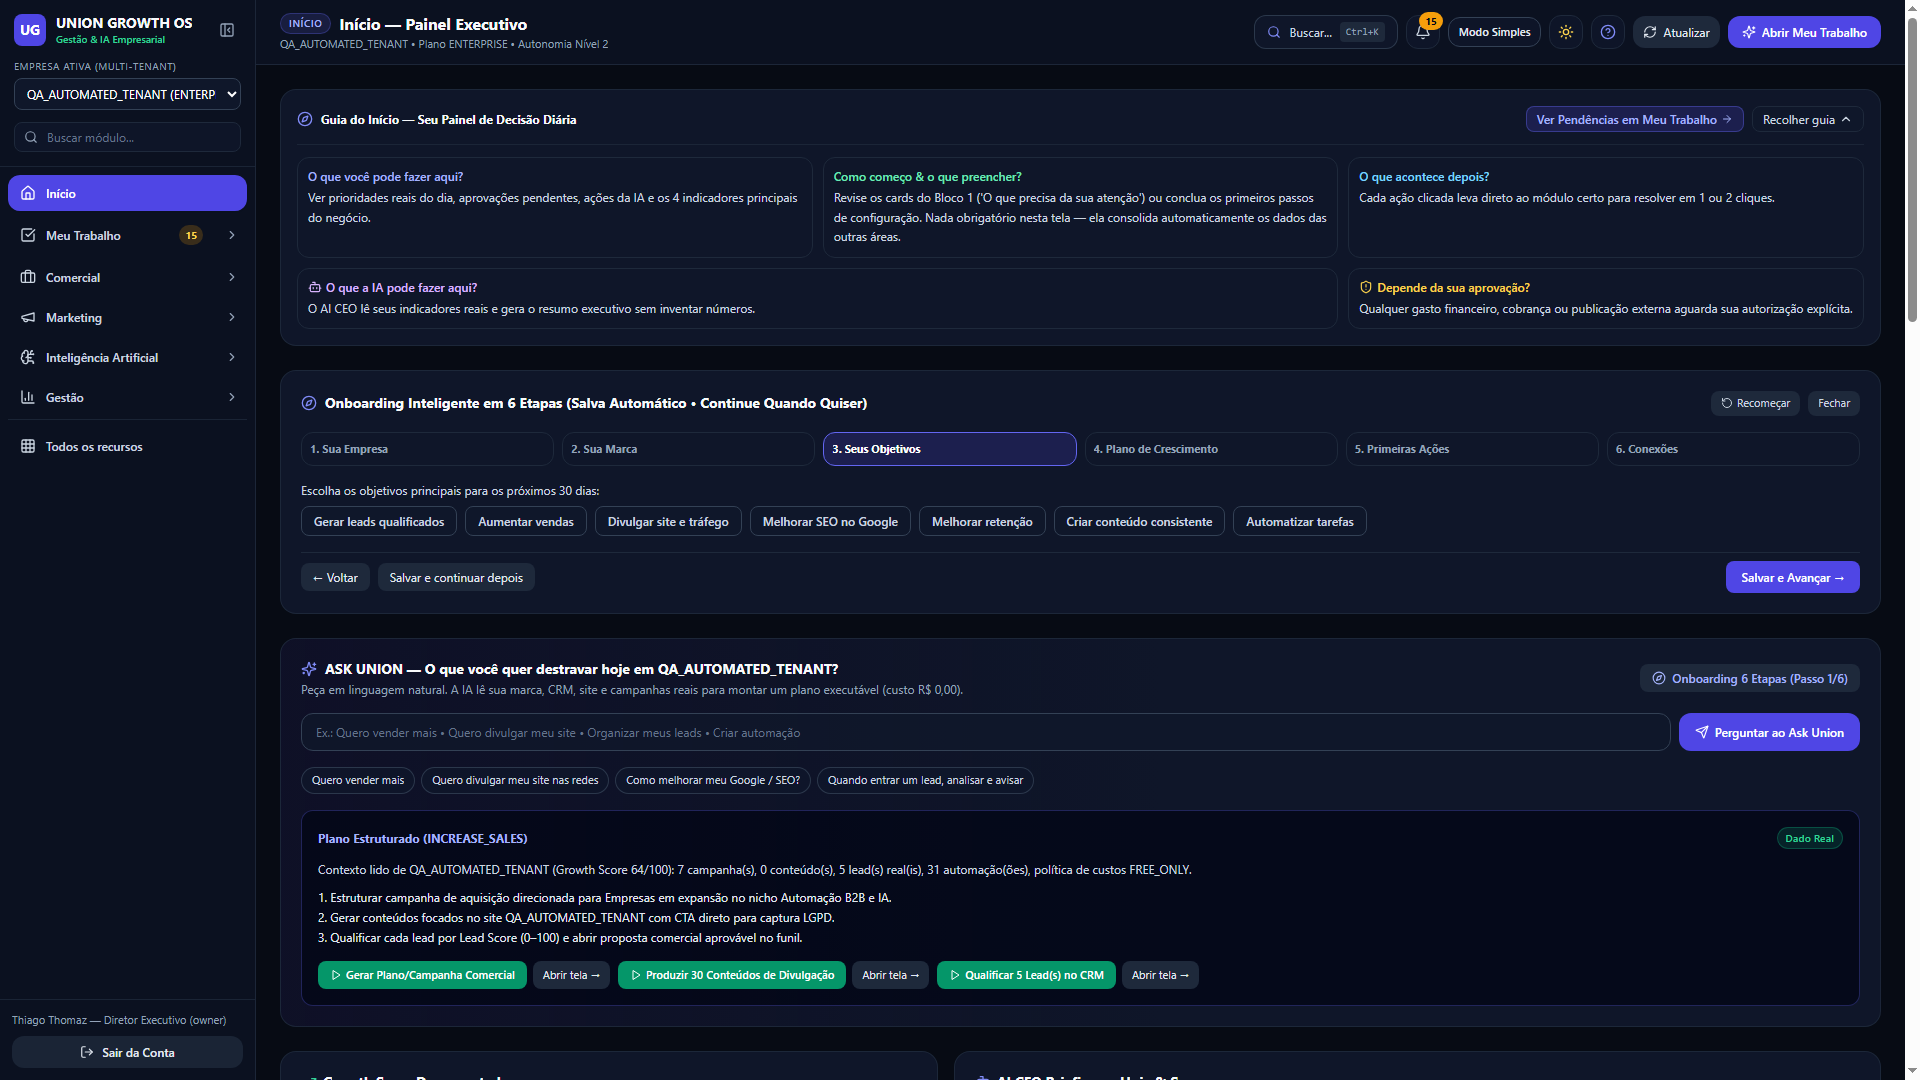 UG
UNION GROWTH OS
Gestão & IA Empresarial
EMPRESA ATIVA (MULTI-TENANT)
QA_AUTOMATED_TENANT (ENTERP
Buscar módulo...
Início
Meu Trabalho
15
Comercial
Marketing
Inteligência Artificial
Gestão
Todos os recursos
Thiago Thomaz — Diretor Executivo (owner)
Sair da Conta
INÍCIO
Início — Painel Executivo
QA_AUTOMATED_TENANT • Plano ENTERPRISE • Autonomia Nível 2
Buscar...
Ctrl+K
15
Modo Simples
Atualizar
Abrir Meu Trabalho
Guia do Início — Seu Painel de Decisão Diária
Ver Pendências em Meu Trabalho →
Recolher guia
O que você pode fazer aqui?
Ver prioridades reais do dia, aprovações pendentes, ações da IA e os 4 indicadores principais
do negócio.
Como começo & o que preencher?
Revise os cards do Bloco 1 ('O que precisa da sua atenção') ou conclua os primeiros passos
de configuração. Nada obrigatório nesta tela — ela consolida automaticamente os dados das
outras áreas.
O que acontece depois?
Cada ação clicada leva direto ao módulo certo para resolver em 1 ou 2 cliques.
O que a IA pode fazer aqui?
O AI CEO lê seus indicadores reais e gera o resumo executivo sem inventar números.
Depende da sua aprovação?
Qualquer gasto financeiro, cobrança ou publicação externa aguarda sua autorização explícita.
Onboarding Inteligente em 6 Etapas (Salva Automático • Continue Quando Quiser)
Recomeçar
Fechar
1. Sua Empresa
2. Sua Marca
3. Seus Objetivos
4. Plano de Crescimento
5. Primeiras Ações
6. Conexões
Escolha os objetivos principais para os próximos 30 dias:
Gerar leads qualificados
Aumentar vendas
Divulgar site e tráfego
Melhorar SEO no Google
Melhorar retenção
Criar conteúdo consistente
Automatizar tarefas
← Voltar
Salvar e continuar depois
Salvar e Avançar →
ASK UNION — O que você quer destravar hoje em QA_AUTOMATED_TENANT?
Peça em linguagem natural. A IA lê sua marca, CRM, site e campanhas reais para montar um plano executável (custo R$ 0,00).
Onboarding 6 Etapas (Passo 1/6)
Ex.: Quero vender mais • Quero divulgar meu site • Organizar meus leads • Criar automação
Perguntar ao Ask Union
Quero vender mais
Quero divulgar meu site nas redes
Como melhorar meu Google / SEO?
Quando entrar um lead, analisar e avisar
Plano Estruturado (INCREASE_SALES)
Dado Real
Contexto lido de QA_AUTOMATED_TENANT (Growth Score 64/100): 7 campanha(s), 0 conteúdo(s), 5 lead(s) real(is), 31 automação(ões), política de custos FREE_ONLY.
1. Estruturar campanha de aquisição direcionada para Empresas em expansão no nicho Automação B2B e IA.
2. Gerar conteúdos focados no site QA_AUTOMATED_TENANT com CTA direto para captura LGPD.
3. Qualificar cada lead por Lead Score (0–100) e abrir proposta comercial aprovável no funil.
Gerar Plano/Campanha Comercial
Abrir tela →
Produzir 30 Conteúdos de Divulgação
Abrir tela →
Qualificar 5 Lead(s) no CRM
Abrir tela →